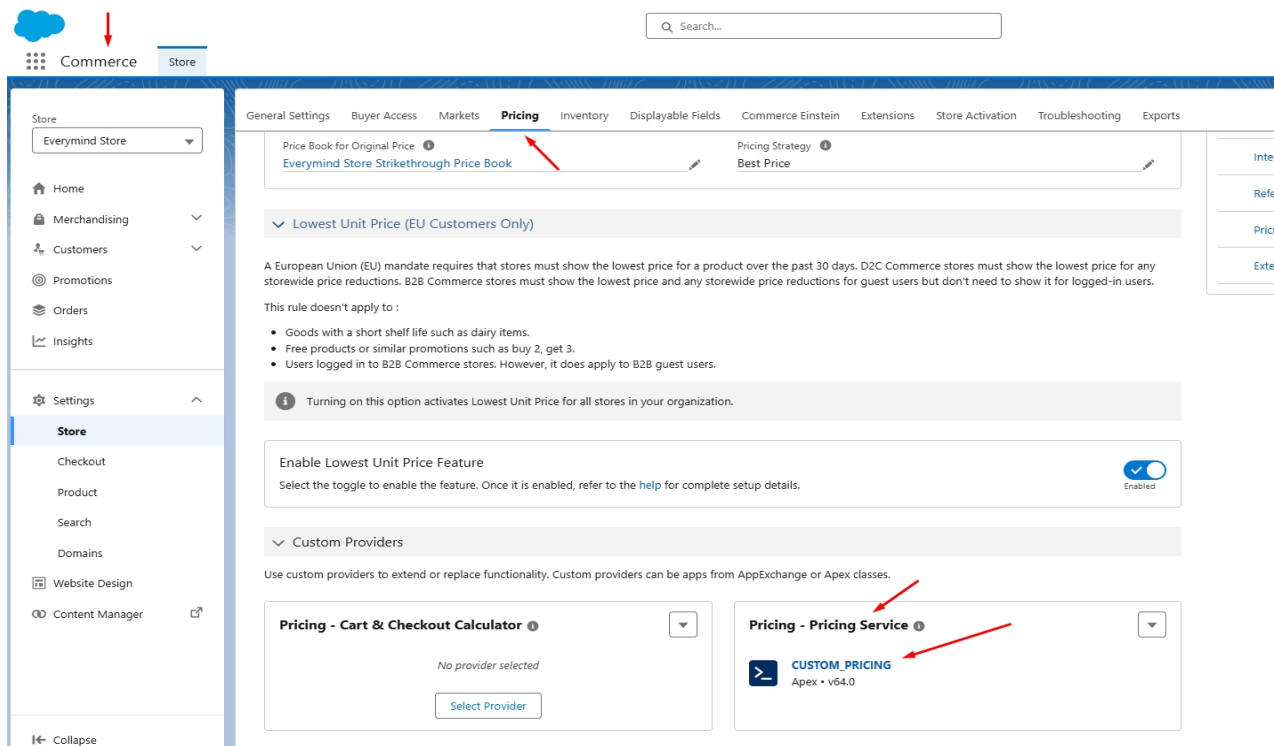 Search...
Commerce
Store
Store
Everymind Store
Home
Merchandising
Customers
Promotions
Orders
Insights
Settings
Store
Checkout
Product
Search
Domains
Website Design
Content Manager
Collapse
General Settings Buyer Access Markets Pricing Inventory Displayable Fields Commerce Einstein Extensions Store Activation Troubleshooting Exports
Price Book for Original Price
Everymind Store Strikethrough Price Book
Pricing Strategy
Best Price
Lowest Unit Price (EU Customers Only)
A European Union (EU) mandate requires that stores must show the lowest price for a product over the past 30 days. D2C Commerce stores must show the lowest price for any
storewide price reductions. B2B Commerce stores must show the lowest price and any storewide price reductions for guest users but don't need to show it for logged-in users.
This rule doesn't apply to :
• Goods with a short shelf life such as dairy items.
• Free products or similar promotions such as buy 2, get 3.
• Users logged in to B2B Commerce stores. However, it does apply to B2B guest users.
Turning on this option activates Lowest Unit Price for all stores in your organization.
Enable Lowest Unit Price Feature
Select the toggle to enable the feature. Once it is enabled, refer to the help for complete setup details.
Enabled
Custom Providers
Use custom providers to extend or replace functionality. Custom providers can be apps from AppExchange or Apex classes.
Pricing - Cart & Checkout Calculator
No provider selected
Select Provider
Pricing - Pricing Service
CUSTOM_PRICING
Apex • v64.0
Inte
Refe
Prici
Exte